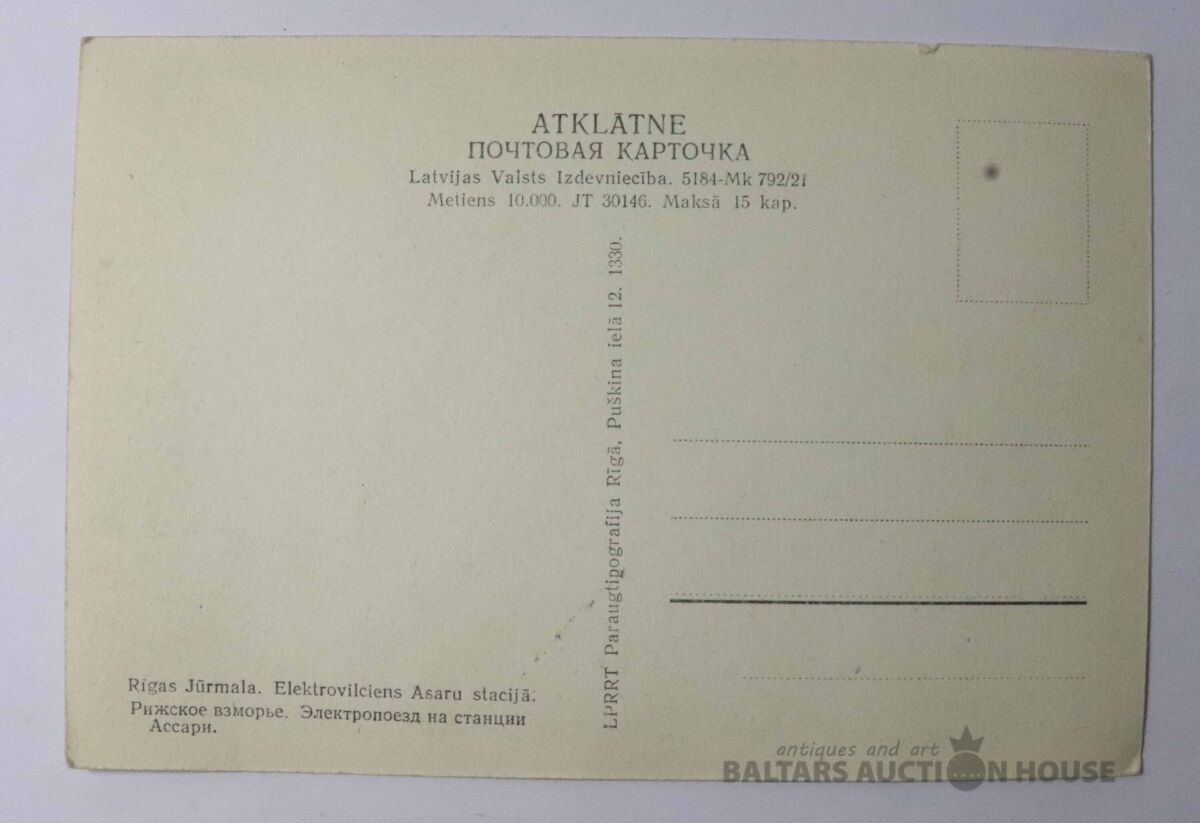 ATKLĀTNE
ПОЧТОВАЯ КАРТОЧКА
Latvijas Valsts Izdevniecība. 5184-Mk 792/21
Metiens 10.000. JT 30146. Maksā 15 kap.
LPRRT Paraugtipografija Rīgā, Puškina ielā 12. 1330.
Rīgas Jūrmala. Elektrovilciens Asaru stacijā.
Рижское взморье. Электропоезд на станции
Ассари.
antiques and art
BALTARS AUCTION HOUSE